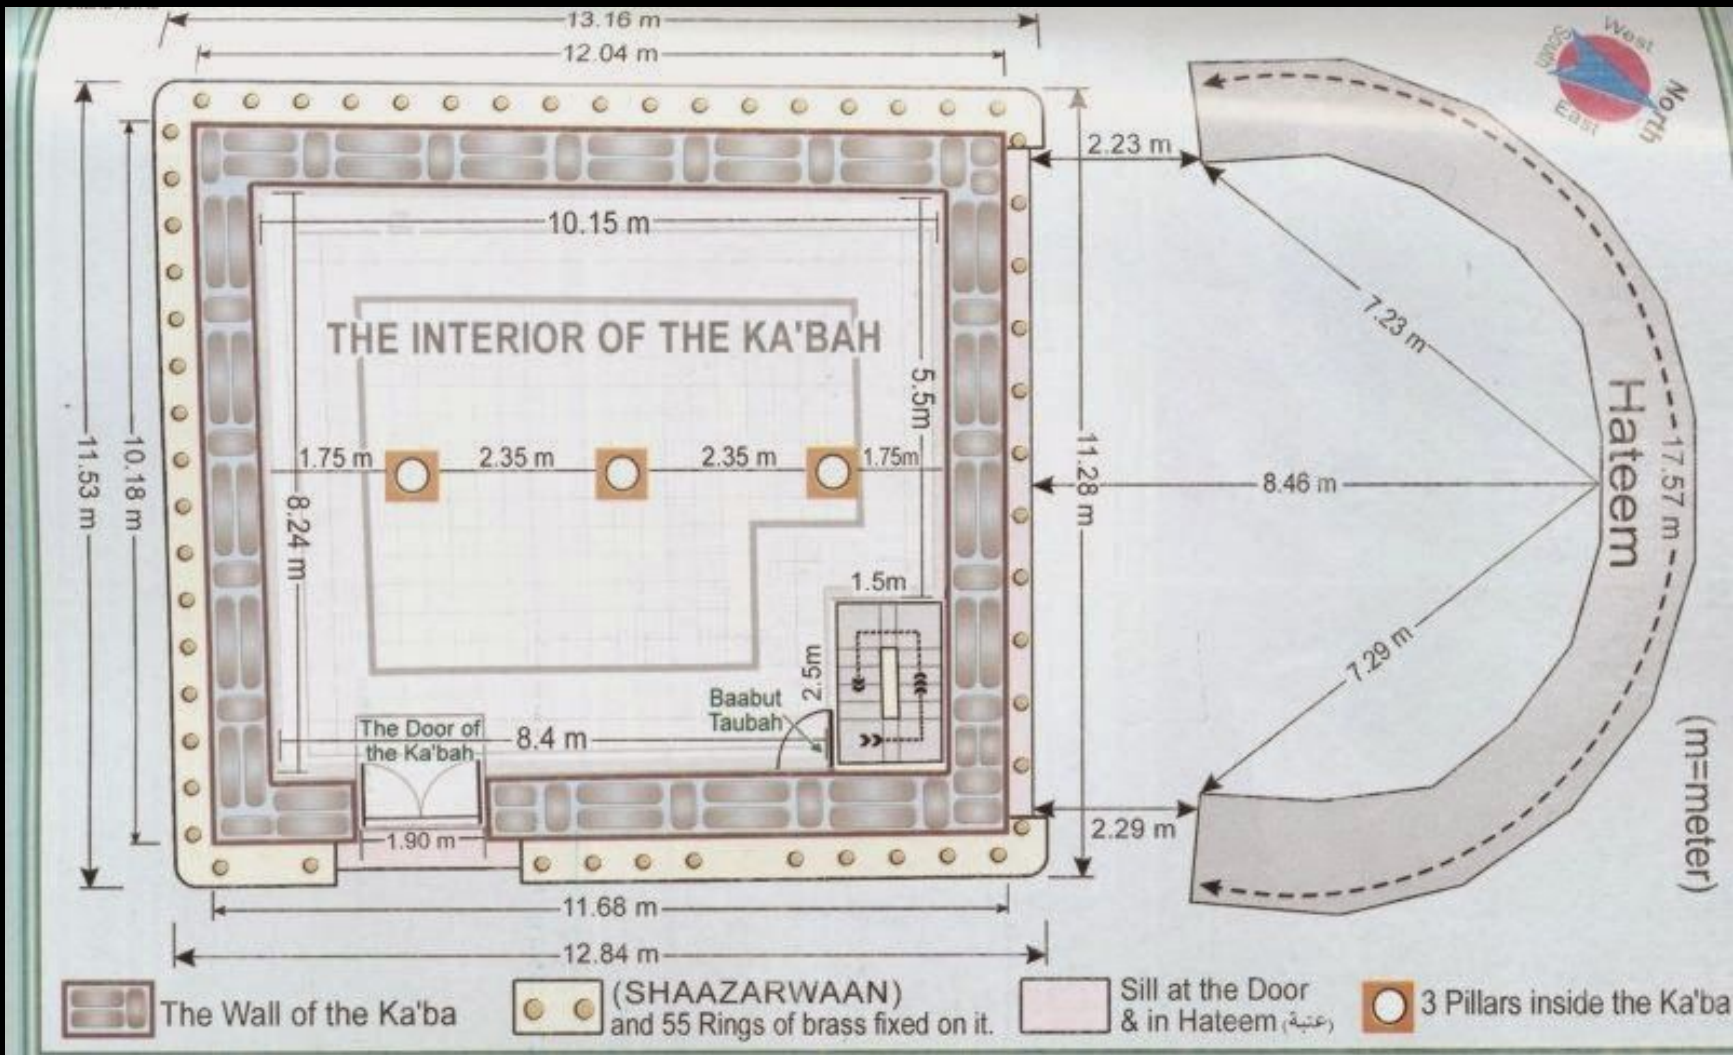 13.16 m
12.04 m
South
West
North
East
2.23 m
10.15 m
THE INTERIOR OF THE KA'BAH
7.23 m
5.5m
1.75 m
2.35 m
2.35 m
1.75m
11.53 m
10.18 m
8.24 m
11.28 m
8.46 m
Hateem
17.57 m
1.5m
2.5m
7.29 m
Baabut
Taubah
The Door of
the Ka'bah
8.4 m
1.90 m
2.29 m
(m=meter)
11.68 m
12.84 m
The Wall of the Ka'ba
(SHAAZARWAAN)
and 55 Rings of brass fixed on it.
Sill at the Door
& in Hateem (عتبة)
3 Pillars inside the Ka'ba